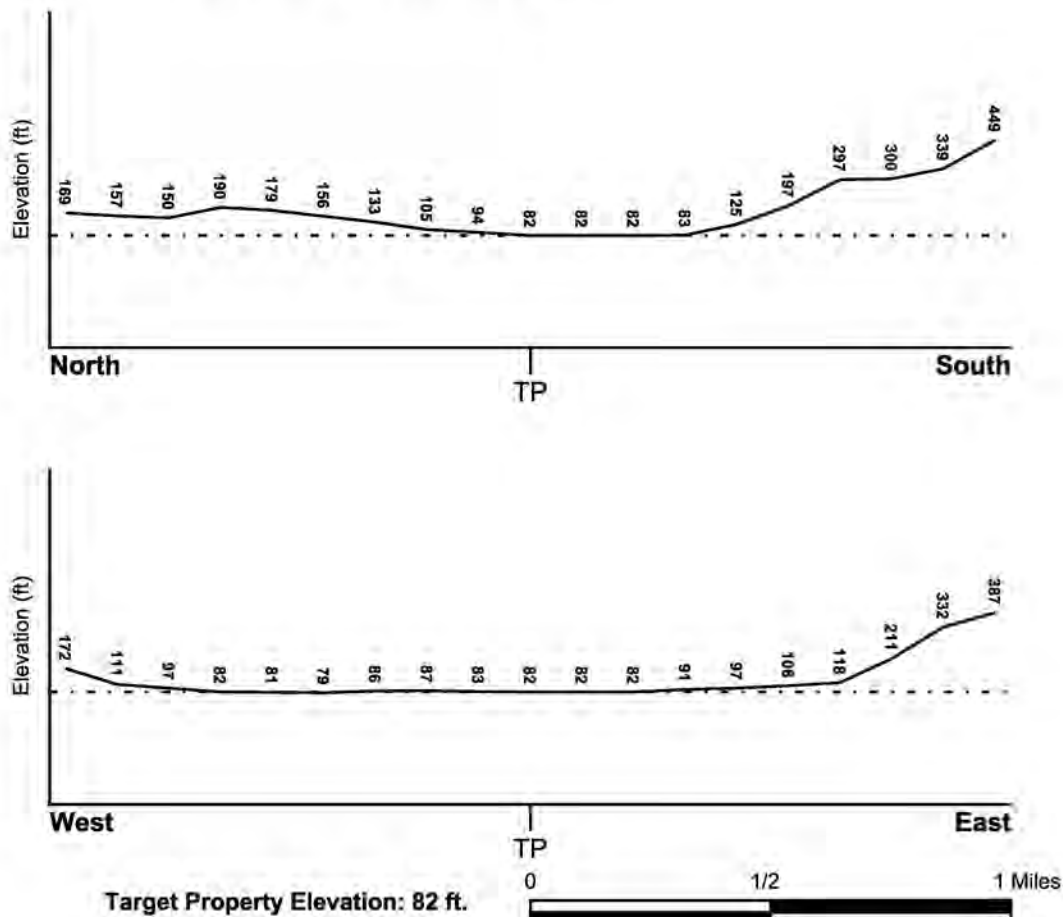 Elevation (ft)
169 157 150 190 179 156 133 105 94 82 82 82 83 125 197 297 300 339 449
North South
TP
Elevation (ft)
172 111 97 82 81 79 86 87 83 82 82 82 91 97 106 118 211 332 387
West East
TP
Target Property Elevation: 82 ft.
0 1/2 1 Miles